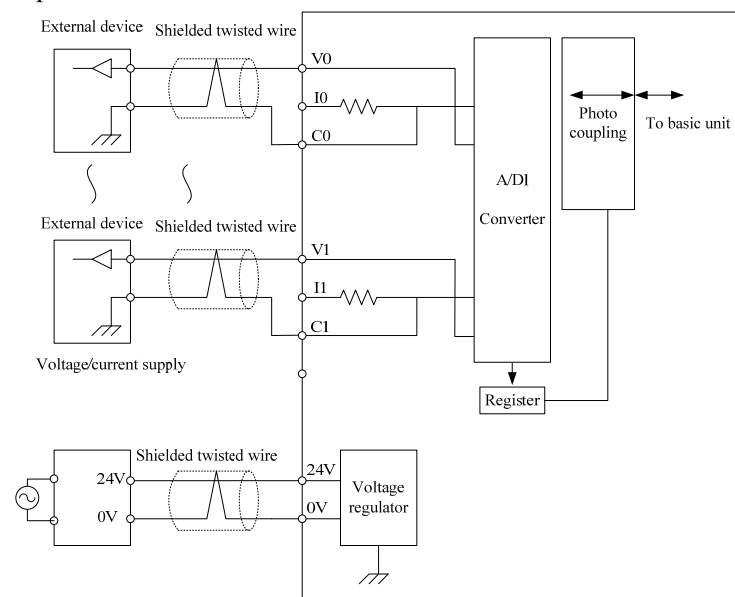 External device
Shielded twisted wire
V0
I0
C0
A/DI
Converter
Photo
coupling
To basic unit
External device
Shielded twisted wire
V1
I1
C1
Voltage/current supply
Register
Shielded twisted wire
24V
0V
24V
0V
Voltage
regulator